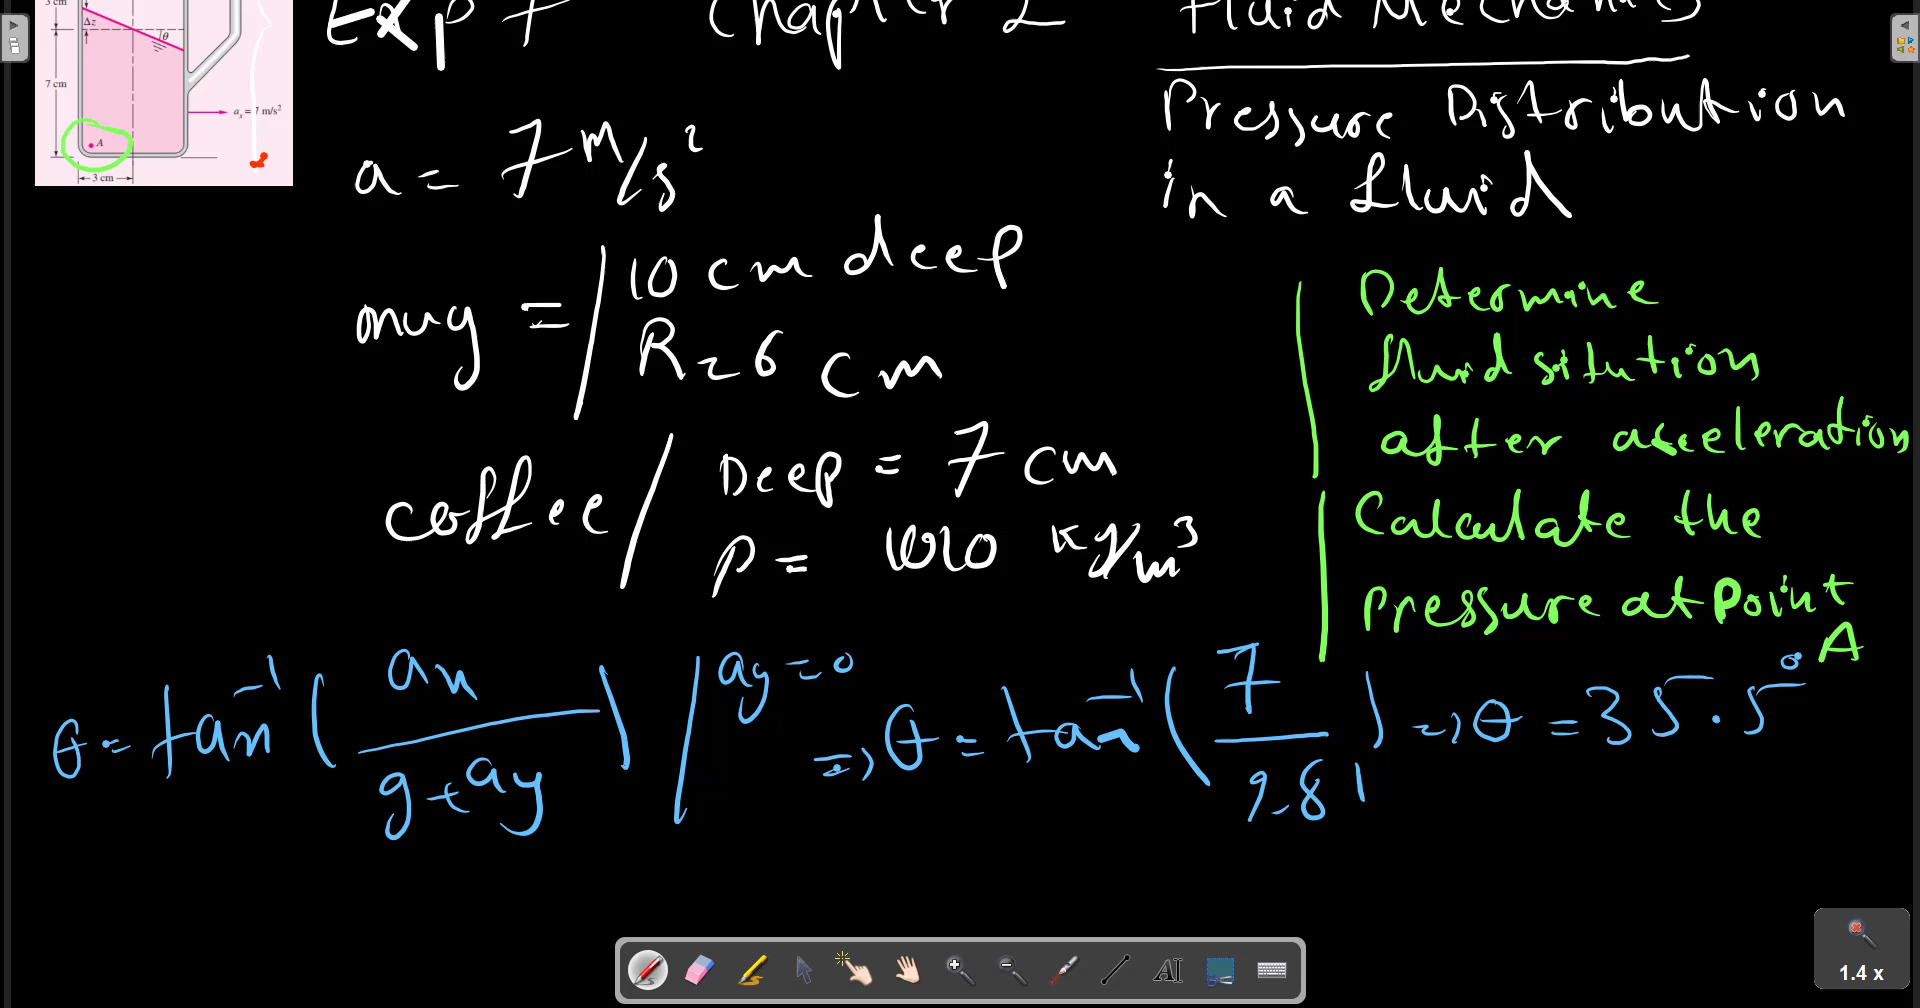 Exp 7 Chapter 2 Fluid Mechanics
3 cm
Δz
θ
7 cm
aₓ = 7 m/s²
A
3 cm
Pressure Distribution
in a fluid
a = 7 m/s²
mug = 10 cm deep
R = 6 cm
coffee Deep = 7 cm
ρ = 1010 kg/m³
Determine
fluid sitution
after acceleration
Calculate the
Pressure at Point
A
θ = tan⁻¹ (ax / g + ay) | ay = 0 => θ = tan⁻¹ (7 / 9.81) => θ = 35.5°
AI
1.4 x